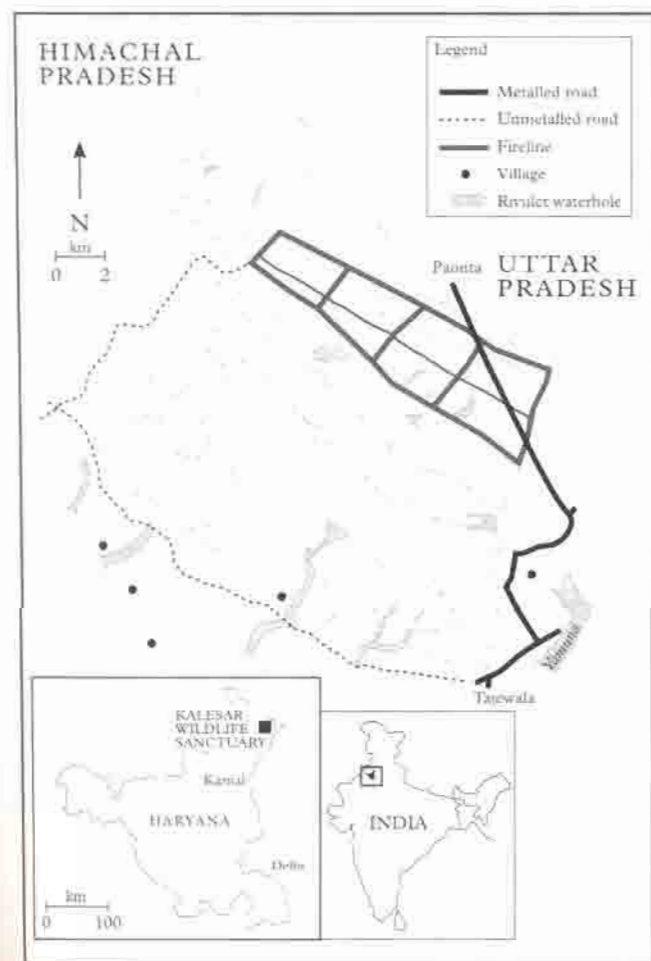 HIMACHAL
PRADESH
Legend
Metalled road
Unmetalled road
Fireline
Village
Rivulet waterhole
N
km
0 2
Paonta
UTTAR
PRADESH
Yamuna
Tajewala
KALESAR
WILDLIFE
SANCTUARY
Karnal
HARYANA
Delhi
km
0 100
INDIA